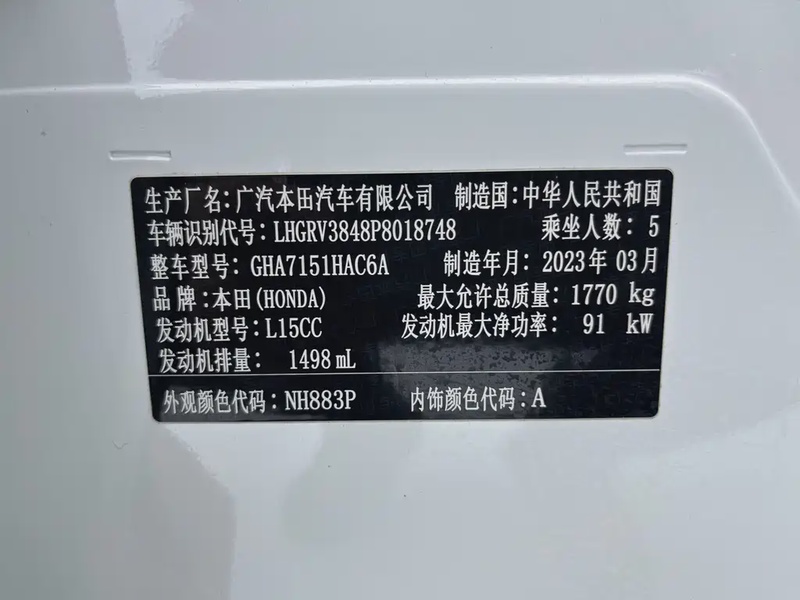 生产厂名:广汽本田汽车有限公司 制造国:中华人民共和国
车辆识别代号:LHGRV3848P8018748 乘坐人数:5
整车型号:GHA7151HAC6A 制造年月:2023年03月
品牌:本田(HONDA) 最大允许总质量:1770 kg
发动机型号:L15CC 发动机最大净功率:91 kW
发动机排量:1498 mL
外观颜色代码:NH883P 内饰颜色代码:A